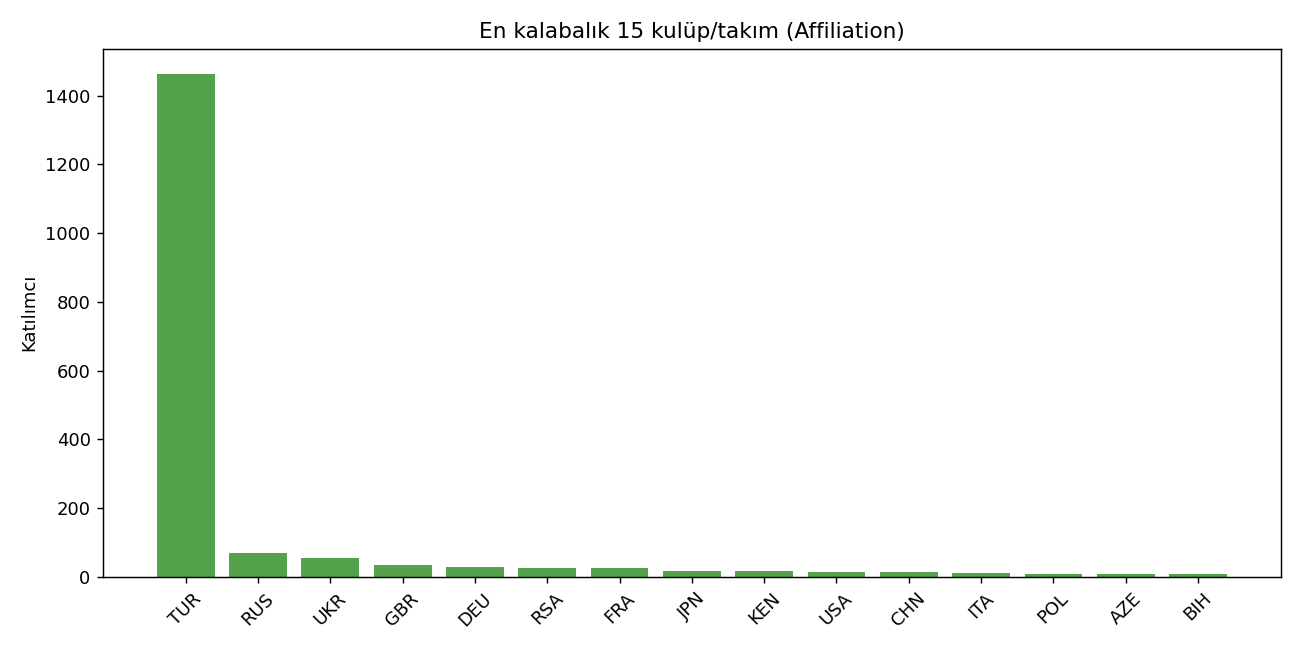 En kalabalık 15 kulüp/takım (Affiliation)
Katılımcı
1400
1200
1000
800
600
400
200
0
TUR
RUS
UKR
GBR
DEU
RSA
FRA
JPN
KEN
USA
CHN
ITA
POL
AZE
BIH